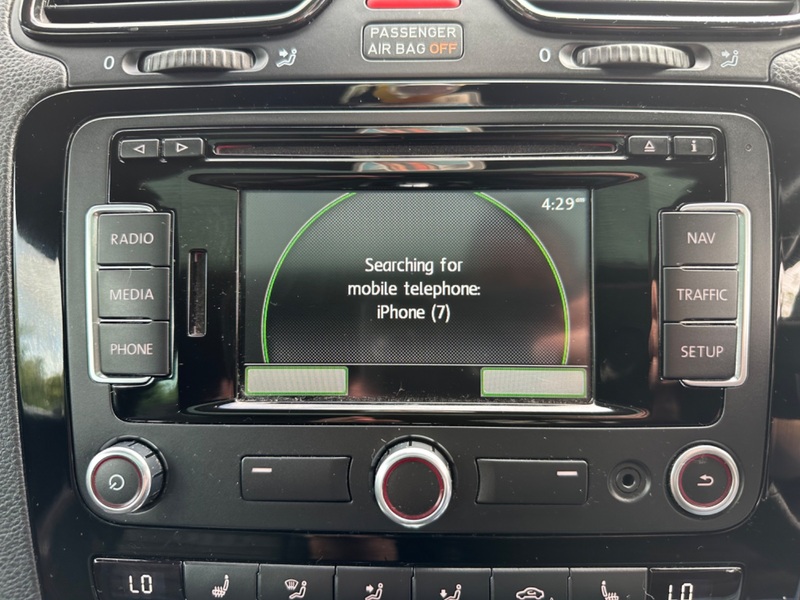 PASSENGER
AIR BAG OFF
0
0
i
4:29
RADIO
MEDIA
PHONE
Searching for
mobile telephone:
iPhone (7)
NAV
TRAFFIC
SETUP
LO
LO